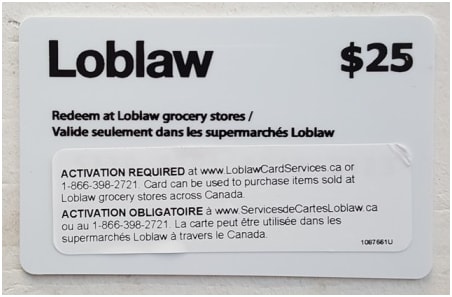 Loblaw $25
Redeem at Loblaw grocery stores /
Valide seulement dans les supermarchés Loblaw
ACTIVATION REQUIRED at www.LoblawCardServices.ca or
1-866-398-2721. Card can be used to purchase items sold at
Loblaw grocery stores across Canada.
ACTIVATION OBLIGATOIRE à www.ServicesdeCartesLoblaw.ca
ou au 1-866-398-2721. La carte peut être utilisée dans les
supermarchés Loblaw à travers le Canada.
1087661U